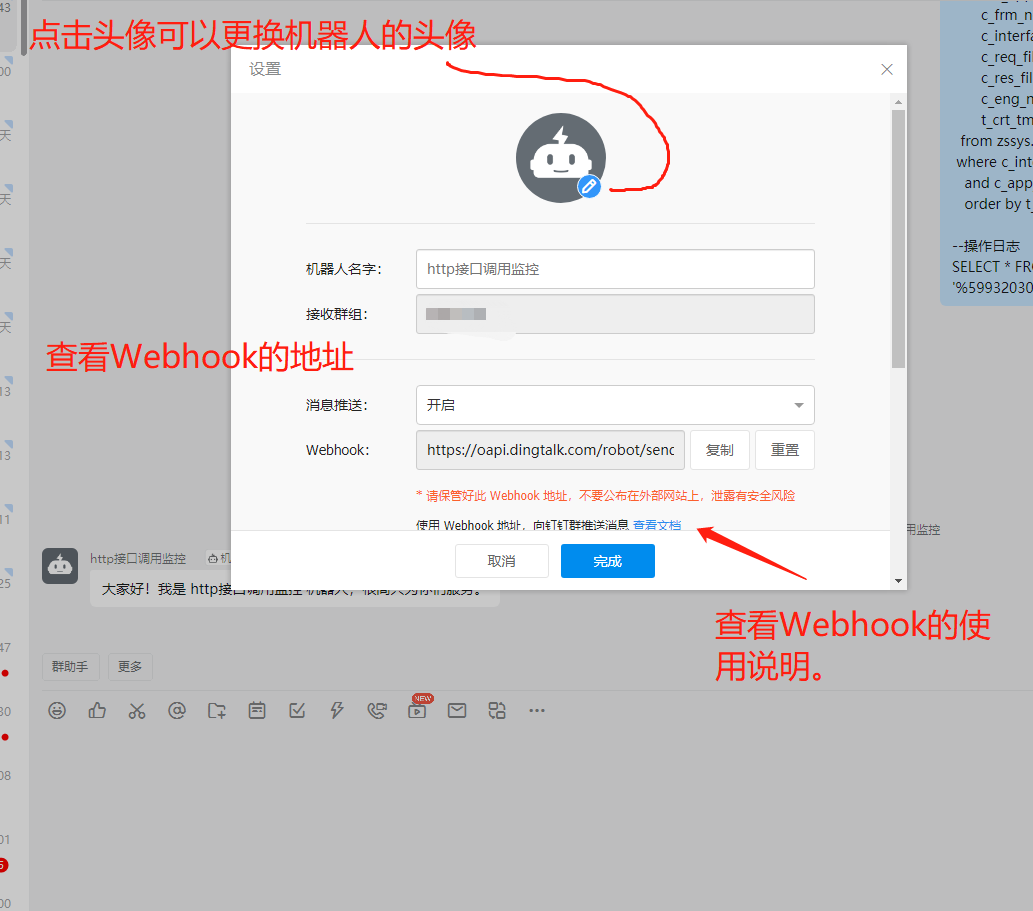 43
点击头像可以更换机器人的头像
设置
c_frm_n
c_interfa
c_req_fi
c_res_fil
c_eng_n
t_crt_tm
from zssys.
where c_int
and c_app
order by t_
--操作日志
SELECT * FRO
'%59932030
00
天
天
天
天
13
13
11
25
47
30
08
01
00
机器人名字:
http接口调用监控
接收群组:
查看Webhook的地址
消息推送:
开启
Webhook:
https://oapi.dingtalk.com/robot/senc
复制
重置
* 请保管好此 Webhook 地址，不要公布在外部网站上，泄露有安全风险
使用 Webhook 地址，向钉钉群推送消息 查看文档
用监控
取消
完成
http接口调用监控
机
大家好！我是 http接口调用监控 机器人，很高兴为你们服务。
查看Webhook的使
用说明。
群助手
更多
NEW